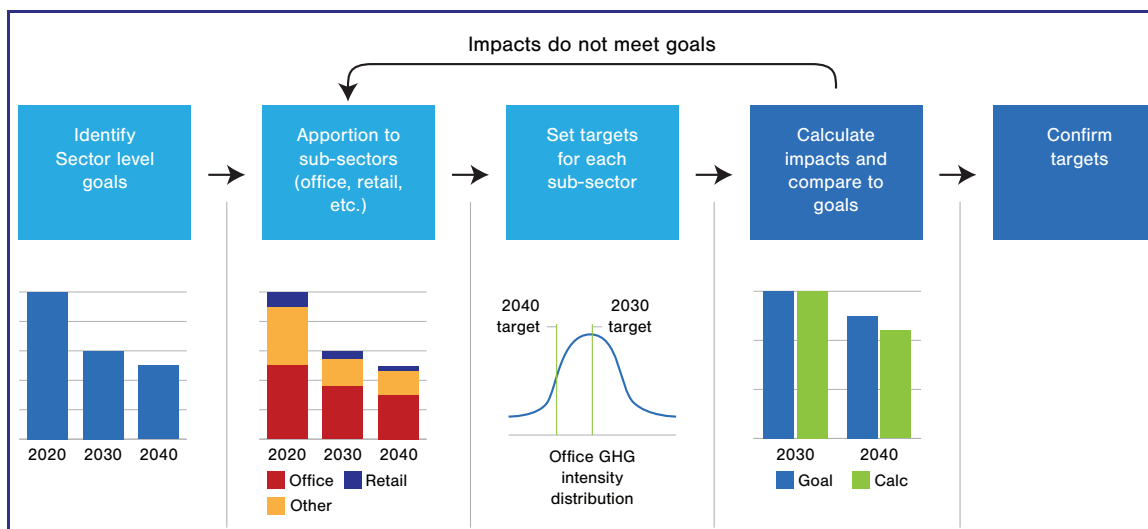 Impacts do not meet goals
Identify
Sector level
goals
Apportion to
sub-sectors
(office, retail,
etc.)
Set targets
for each
sub-sector
Calculate
impacts and
compare to
goals
Confirm
targets
2020 2030 2040
2020 2030 2040
Office Retail
Other
2040
target
2030
target
Office GHG
intensity
distribution
2030 2040
Goal Calc